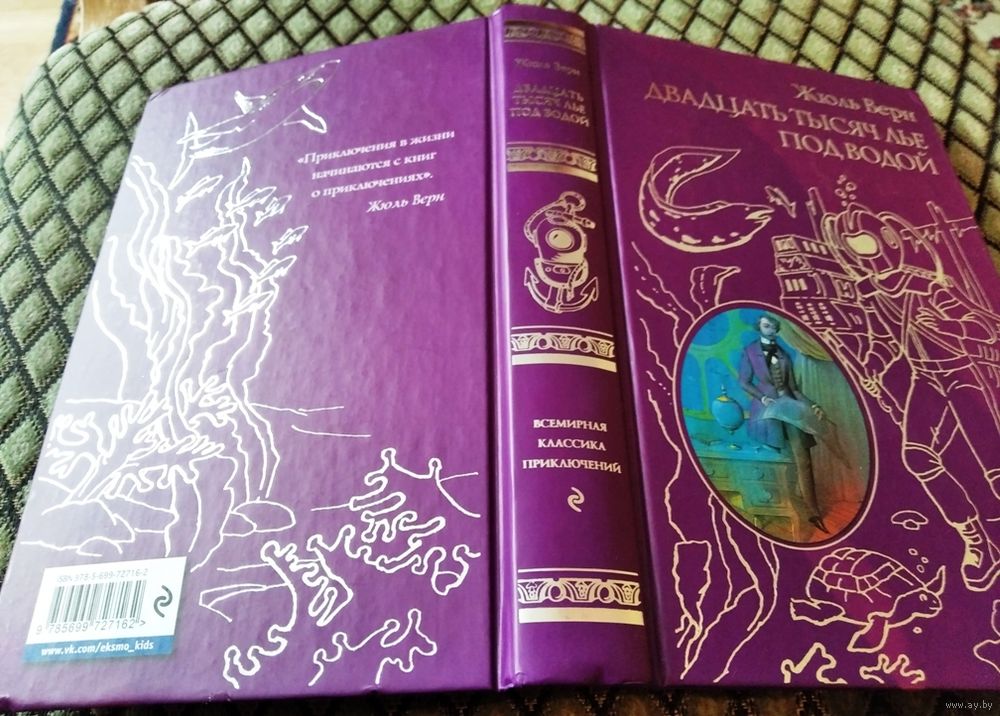 «Приключения в жизни
начинаются с книг
о приключениях».
Жюль Верн
ISBN 978-5-699-72716-2
9 785699 727162 >
www.vk.com/eksmo_kids
Жюль Верн
ДВАДЦАТЬ
ТЫСЯЧ ЛЬЕ
ПОД ВОДОЙ
ВСЕМИРНАЯ
КЛАССИКА
ПРИКЛЮЧЕНИЙ
Жюль Верн
ДВАДЦАТЬ ТЫСЯЧ ЛЬЕ
ПОД ВОДОЙ
www.ay.by